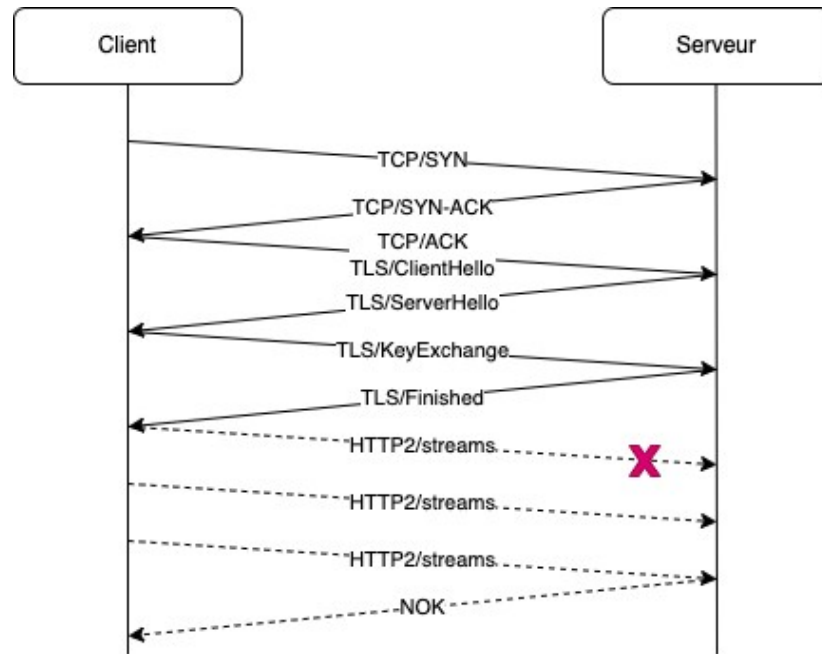 Client
Serveur
TCP/SYN
TCP/SYN-ACK
TCP/ACK
TLS/ClientHello
TLS/ServerHello
TLS/KeyExchange
TLS/Finished
HTTP2/streams
X
HTTP2/streams
HTTP2/streams
NOK